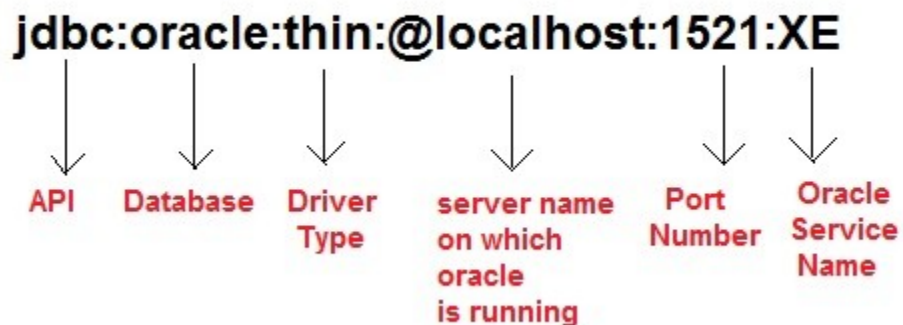 jdbc:oracle:thin:@localhost:1521:XE
API
Database
Driver
Type
server name
on which
oracle
is running
Port
Number
Oracle
Service
Name